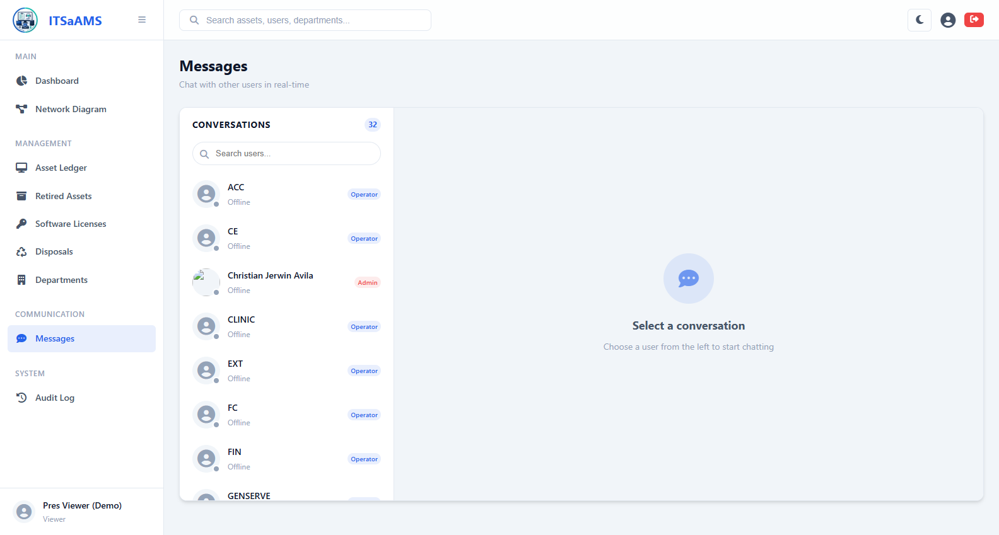 ITSaAMS
Search assets, users, departments...
MAIN
Dashboard
Network Diagram
MANAGEMENT
Asset Ledger
Retired Assets
Software Licenses
Disposals
Departments
COMMUNICATION
Messages
SYSTEM
Audit Log
Pres Viewer (Demo)
Viewer
Messages
Chat with other users in real-time
CONVERSATIONS 32
Search users...
ACC
Offline
Operator
CE
Offline
Operator
Christian Jerwin Avila
Offline
Admin
CLINIC
Offline
Operator
EXT
Offline
Operator
FC
Offline
Operator
FIN
Offline
Operator
GENSERVE
Select a conversation
Choose a user from the left to start chatting